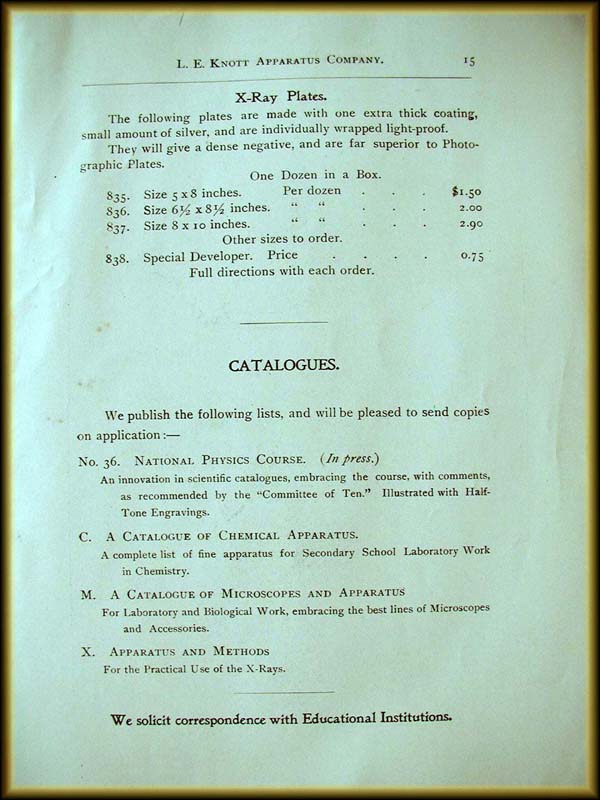 L. E. Knott Apparatus Company. 15
X-Ray Plates.
The following plates are made with one extra thick coating,
small amount of silver, and are individually wrapped light-proof.
They will give a dense negative, and are far superior to Photo-
graphic Plates.
One Dozen in a Box.
835. Size 5 x 8 inches. Per dozen . . . $1.50
836. Size 6½ x 8½ inches. " " . . . 2.00
837. Size 8 x 10 inches. " " . . . 2.90
Other sizes to order.
838. Special Developer. Price . . . . 0.75
Full directions with each order.
CATALOGUES.
We publish the following lists, and will be pleased to send copies
on application:—
No. 36. National Physics Course. (In press.)
An innovation in scientific catalogues, embracing the course, with comments,
as recommended by the "Committee of Ten." Illustrated with Half-
Tone Engravings.
C. A Catalogue of Chemical Apparatus.
A complete list of fine apparatus for Secondary School Laboratory Work
in Chemistry.
M. A Catalogue of Microscopes and Apparatus
For Laboratory and Biological Work, embracing the best lines of Microscopes
and Accessories.
X. Apparatus and Methods
For the Practical Use of the X-Rays.
We solicit correspondence with Educational Institutions.